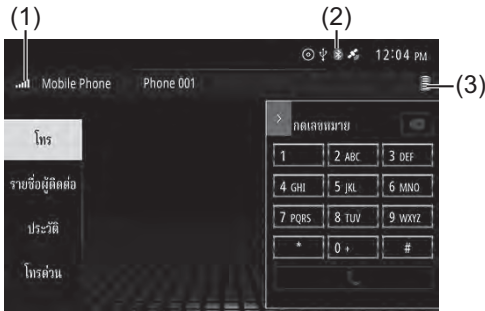 (1)
(2)
12:04 PM
Mobile Phone Phone 001
(3)
โทร
รายชื่อผู้ติดต่อ
ประวัติ
โทรด่วน
> กดเลขหมาย
1 2 ABC 3 DEF
4 GHI 5 JKL 6 MNO
7 PQRS 8 TUV 9 WXYZ
* 0 + #